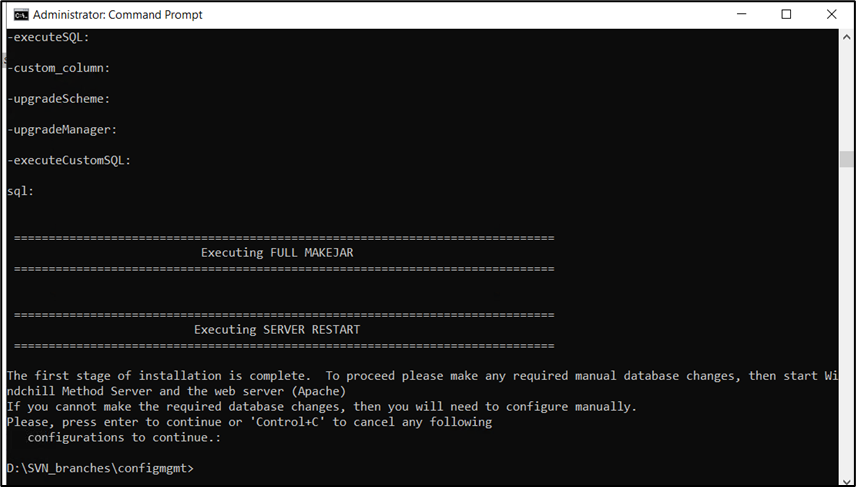 Administrator: Command Prompt
-executeSQL:
-custom_column:
-upgradeScheme:
-upgradeManager:
-executeCustomSQL:
sql:
==============================================================================
Executing FULL MAKEJAR
==============================================================================
==============================================================================
Executing SERVER RESTART
==============================================================================
The first stage of installation is complete.  To proceed please make any required manual database changes, then start Wi
ndchill Method Server and the web server (Apache)
If you cannot make the required database changes, then you will need to configure manually.
Please, press enter to continue or 'Control+C' to cancel any following
   configurations to continue.:
D:\SVN_branches\configmgmt>